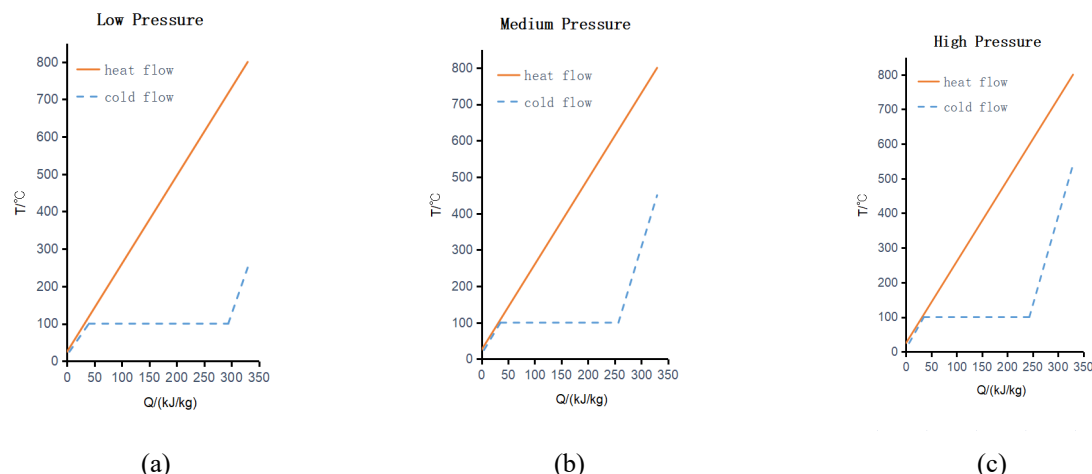 Low Pressure
heat flow
cold flow
800
700
600
500
400
300
200
100
0
T/℃
0 50 100 150 200 250 300 350
Q/(kJ/kg)
(a)
Medium Pressure
heat flow
cold flow
800
700
600
500
400
300
200
100
0
T/℃
0 50 100 150 200 250 300 350
Q/(kJ/kg)
(b)
High Pressure
heat flow
cold flow
800
700
600
500
400
300
200
100
0
T/℃
0 50 100 150 200 250 300 350
Q/(kJ/kg)
(c)